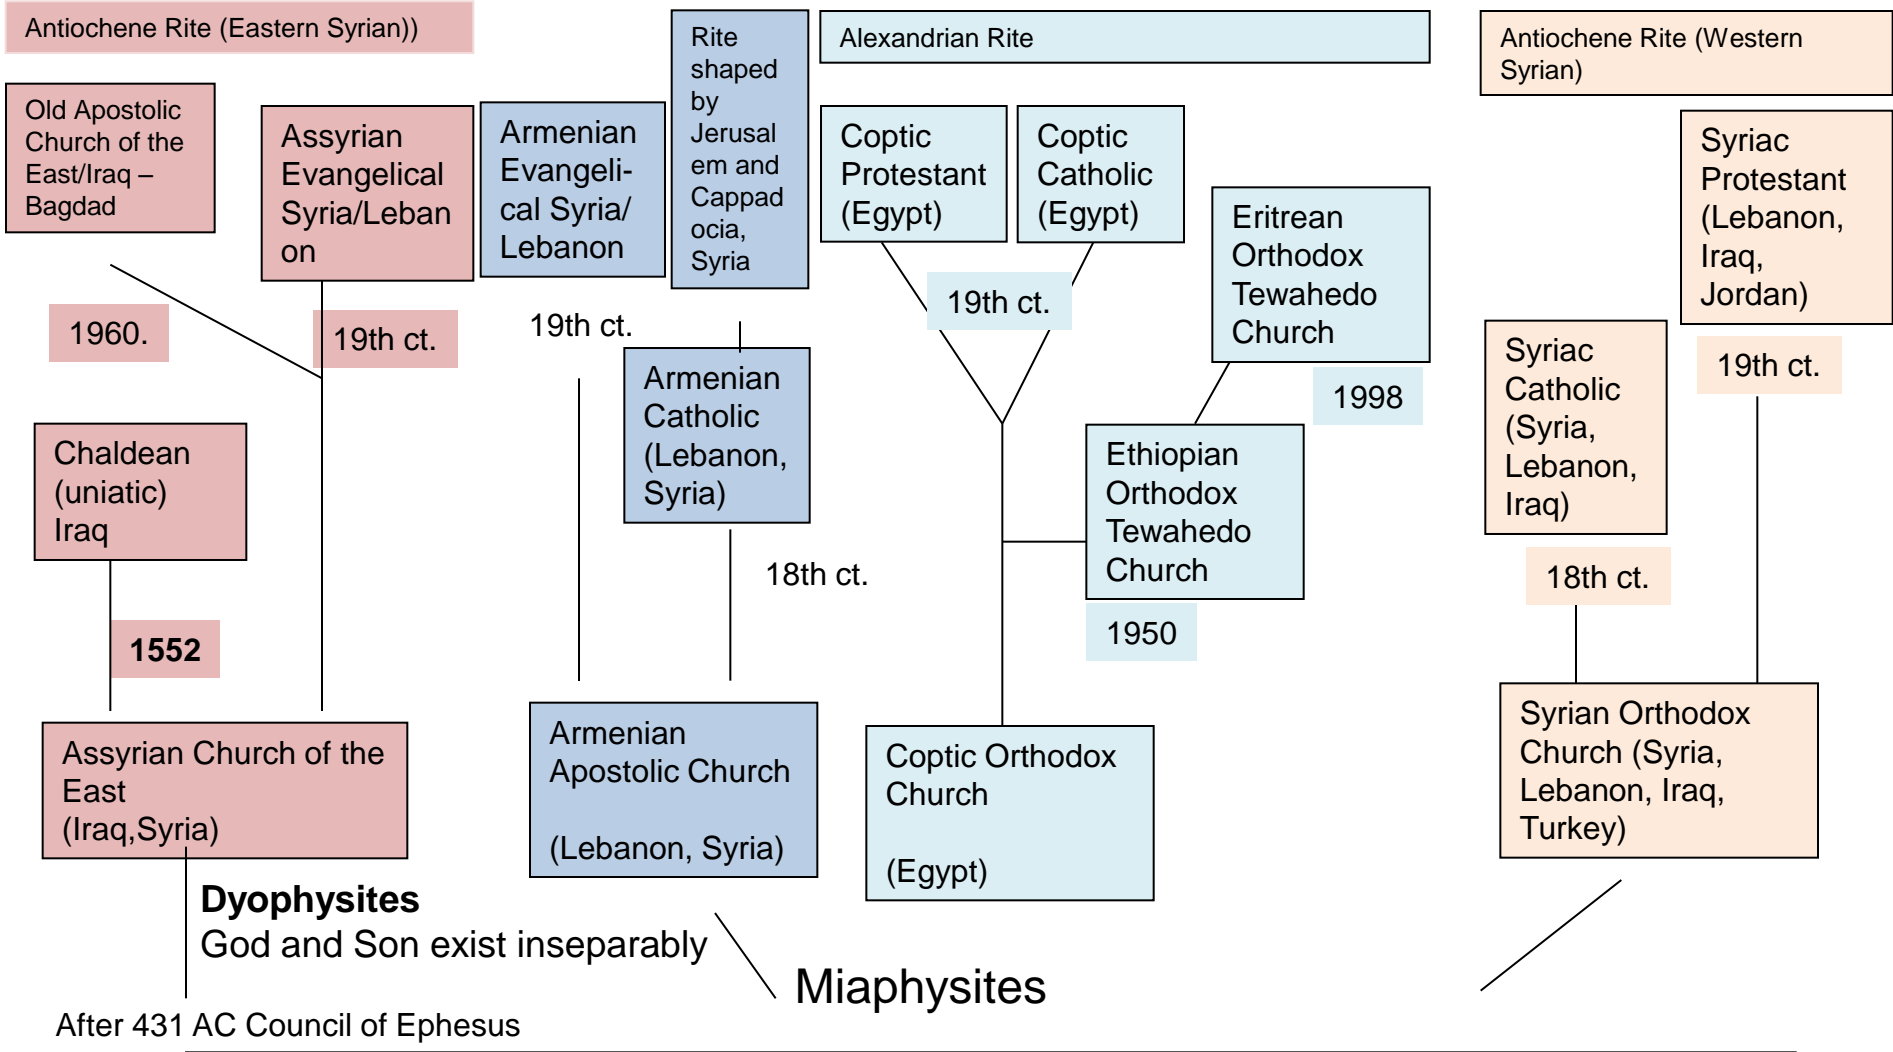 Antiochene Rite (Eastern Syrian))
Rite
shaped
by
Jerusal
em and
Cappad
ocia,
Syria
Alexandrian Rite
Antiochene Rite (Western
Syrian)
Old Apostolic
Church of the
East/Iraq –
Bagdad
Assyrian
Evangelical
Syria/Leban
on
Armenian
Evangeli-
cal Syria/
Lebanon
Coptic
Protestant
(Egypt)
Coptic
Catholic
(Egypt)
Eritrean
Orthodox
Tewahedo
Church
Syriac
Protestant
(Lebanon,
Iraq,
Jordan)
1960.
19th ct.
19th ct.
19th ct.
1998
19th ct.
Chaldean
(uniatic)
Iraq
Armenian
Catholic
(Lebanon,
Syria)
Ethiopian
Orthodox
Tewahedo
Church
Syriac
Catholic
(Syria,
Lebanon,
Iraq)
1552
18th ct.
1950
18th ct.
Assyrian Church of the
East
(Iraq,Syria)
Armenian
Apostolic Church
(Lebanon, Syria)
Coptic Orthodox
Church
(Egypt)
Syrian Orthodox
Church (Syria,
Lebanon, Iraq,
Turkey)
Dyophysites
God and Son exist inseparably
Miaphysites
After 431 AC Council of Ephesus